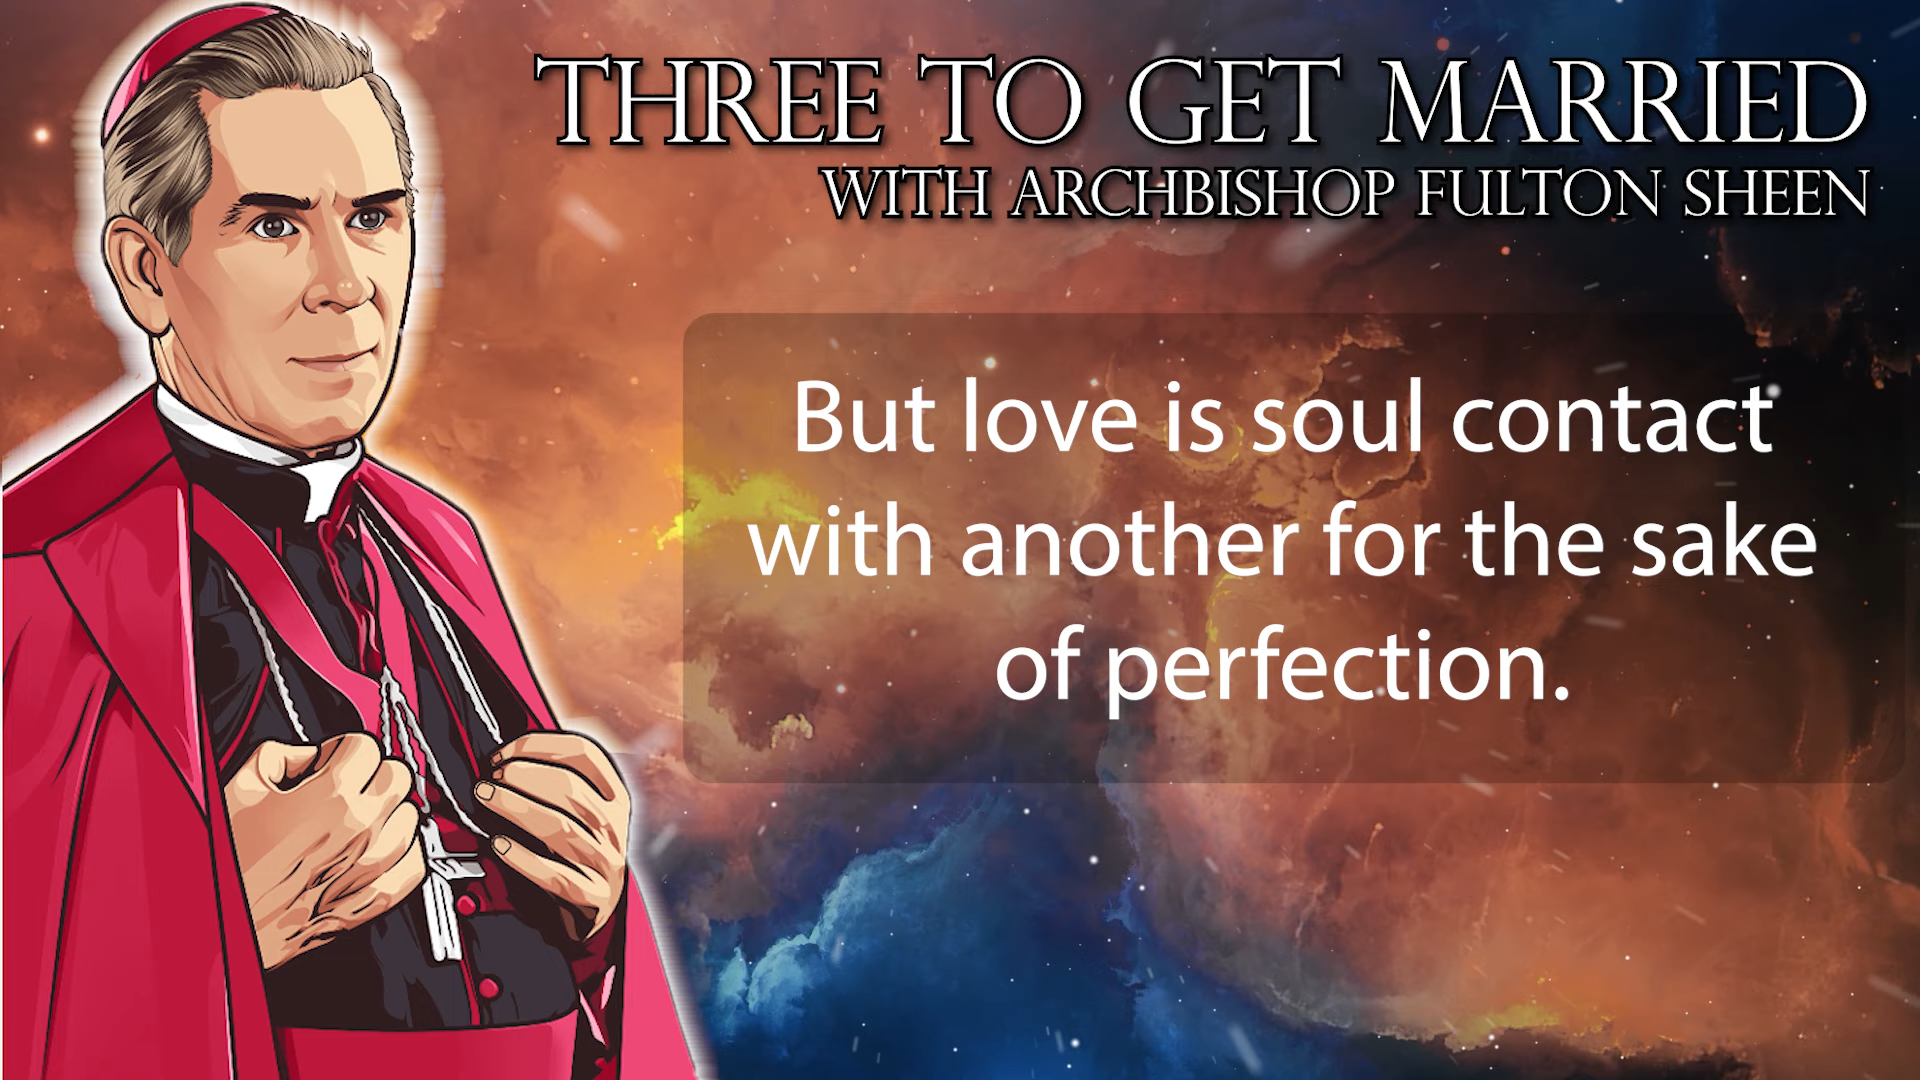 THREE TO GET MARRIED
WITH ARCHBISHOP FULTON SHEEN
But love is soul contact
with another for the sake
of perfection.